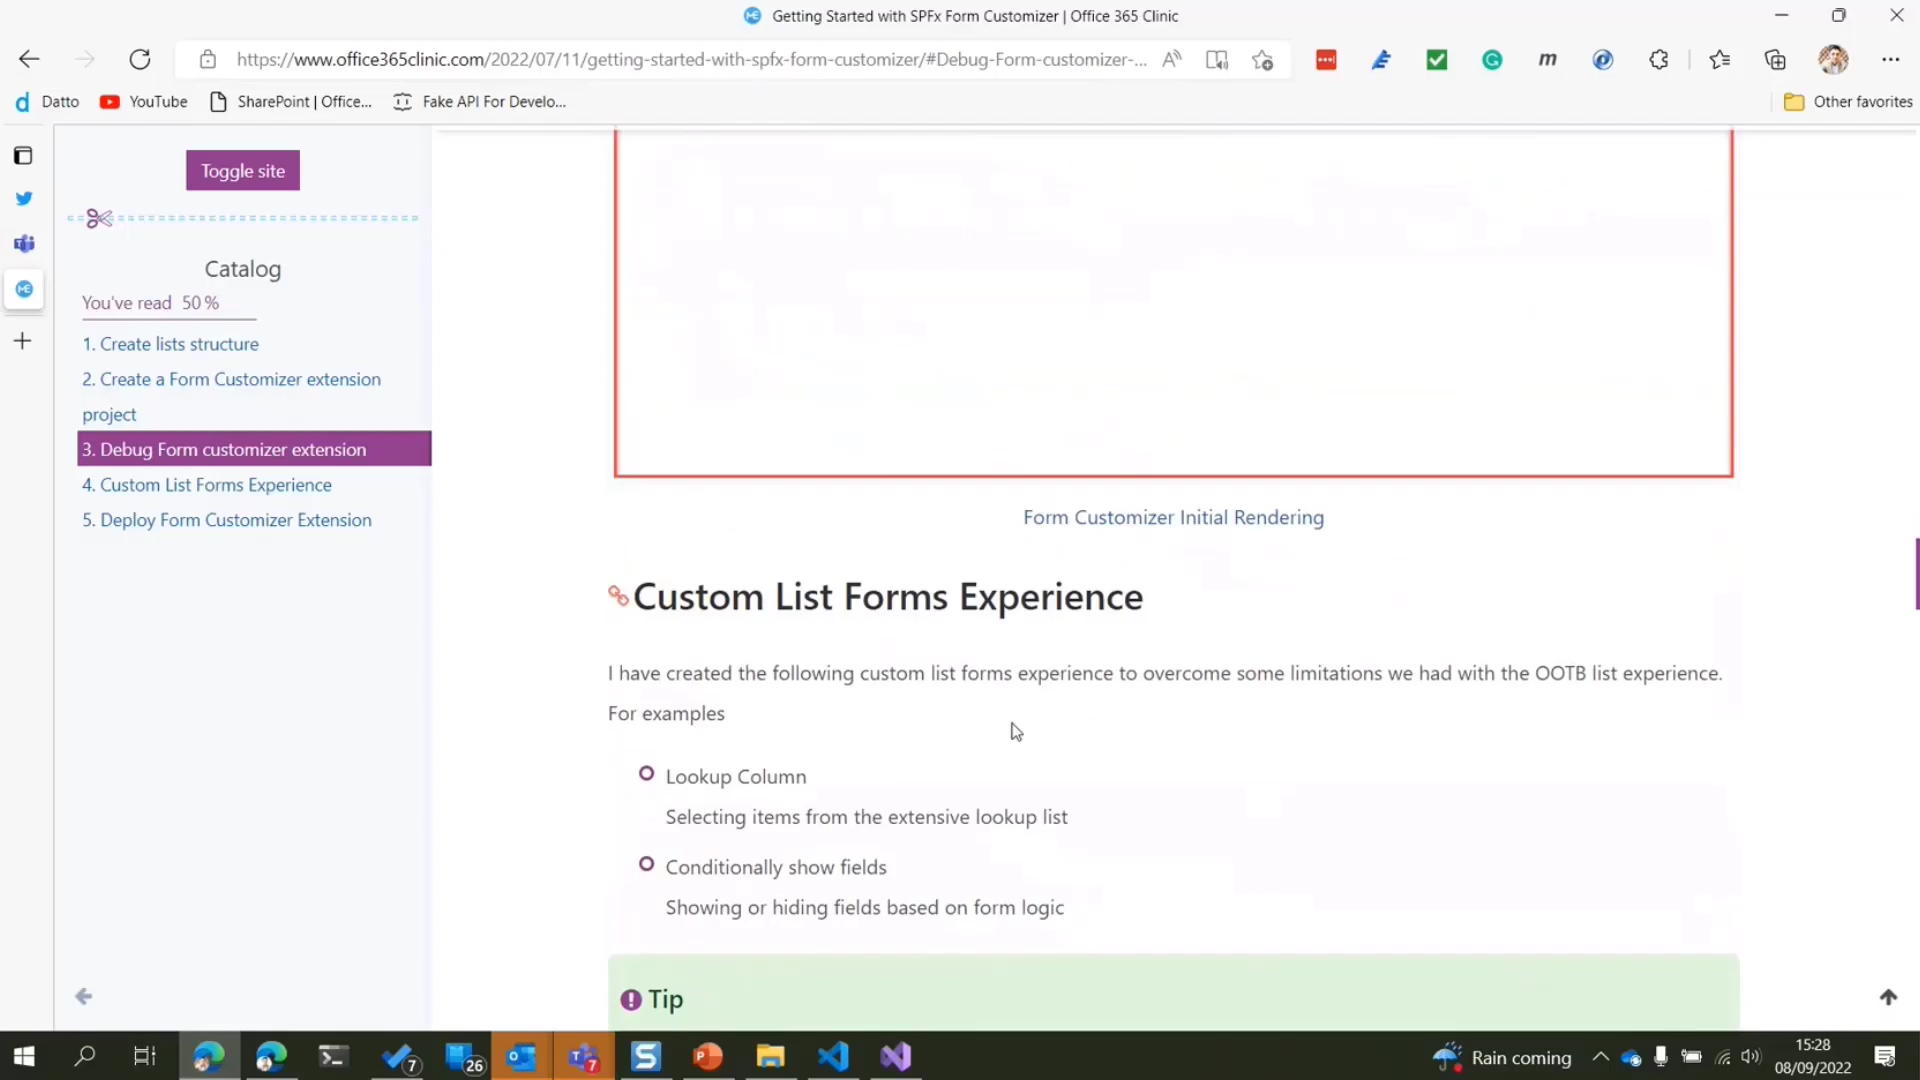 Getting Started with SPFx Form Customizer | Office 365 Clinic
https://www.office365clinic.com/2022/07/11/getting-started-with-spfx-form-customizer/#Debug-Form-customizer-...
Datto
YouTube
SharePoint | Office...
Fake API For Develo...
Other favorites
Toggle site
Catalog
You've read 50 %
1. Create lists structure
2. Create a Form Customizer extension
project
3. Debug Form customizer extension
4. Custom List Forms Experience
5. Deploy Form Customizer Extension
Form Customizer Initial Rendering
Custom List Forms Experience
I have created the following custom list forms experience to overcome some limitations we had with the OOTB list experience.
For examples
Lookup Column
Selecting items from the extensive lookup list
Conditionally show fields
Showing or hiding fields based on form logic
Tip
7
26
7
Rain coming
15:28
08/09/2022